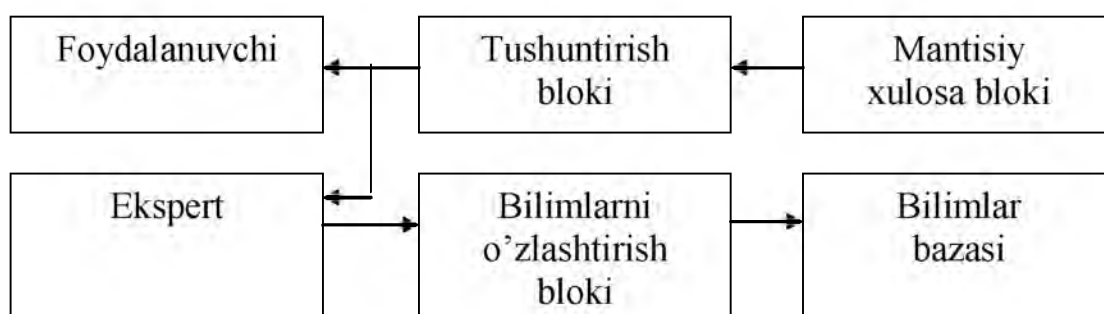 Foydalanuvchi
Tushuntirish
bloki
Mantisiy
xulosa bloki
Ekspert
Bilimlarni
o’zlashtirish
bloki
Bilimlar
bazasi